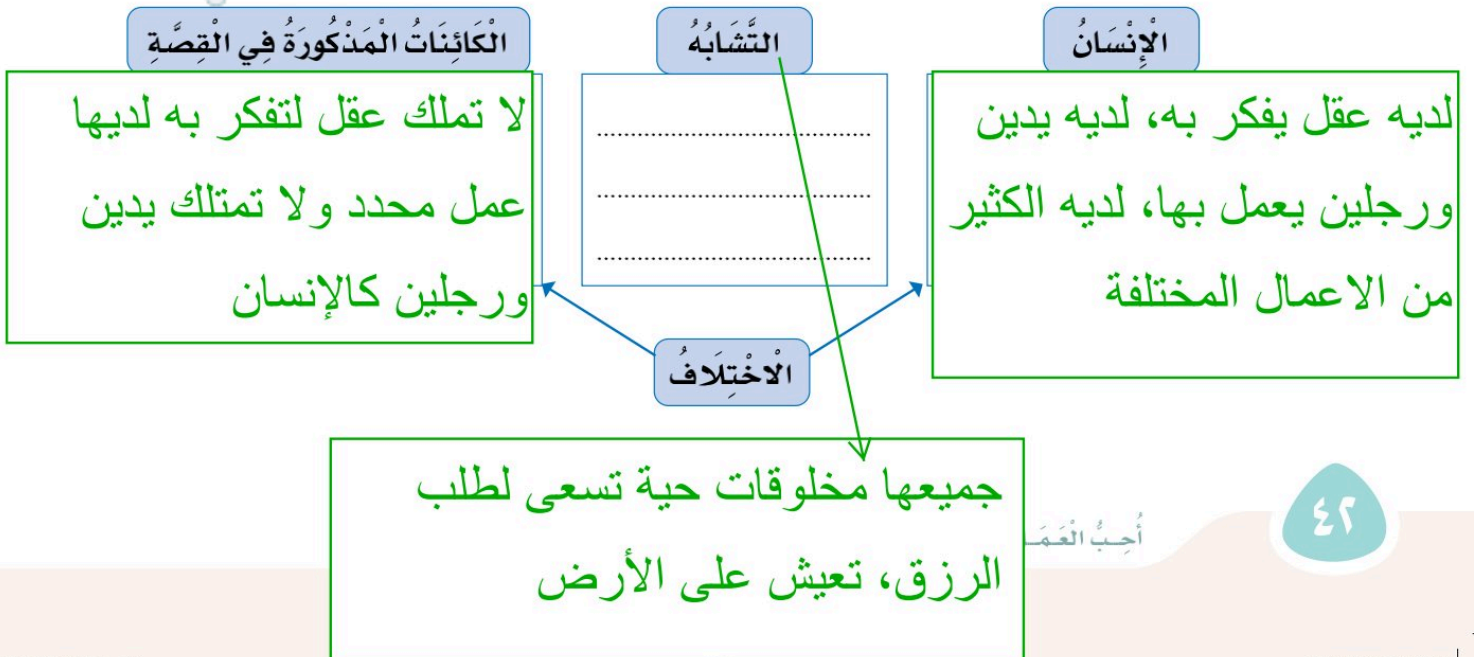 الْإِنْسَانُ
التَّشَابُهُ
الْكَائِنَاتُ الْمَذْكُورَةُ فِي الْقِصَّةِ
لديه عقل يفكر به، لديه يدين
ورجلين يعمل بها، لديه الكثير
من الاعمال المختلفة
لا تملك عقل لتفكر به لديها
عمل محدد ولا تمتلك يدين
ورجلين كالإنسان
الْاخْتِلَافُ
جميعها مخلوقات حية تسعى لطلب
الرزق، تعيش على الأرض
أُحِبُّ
٤٢